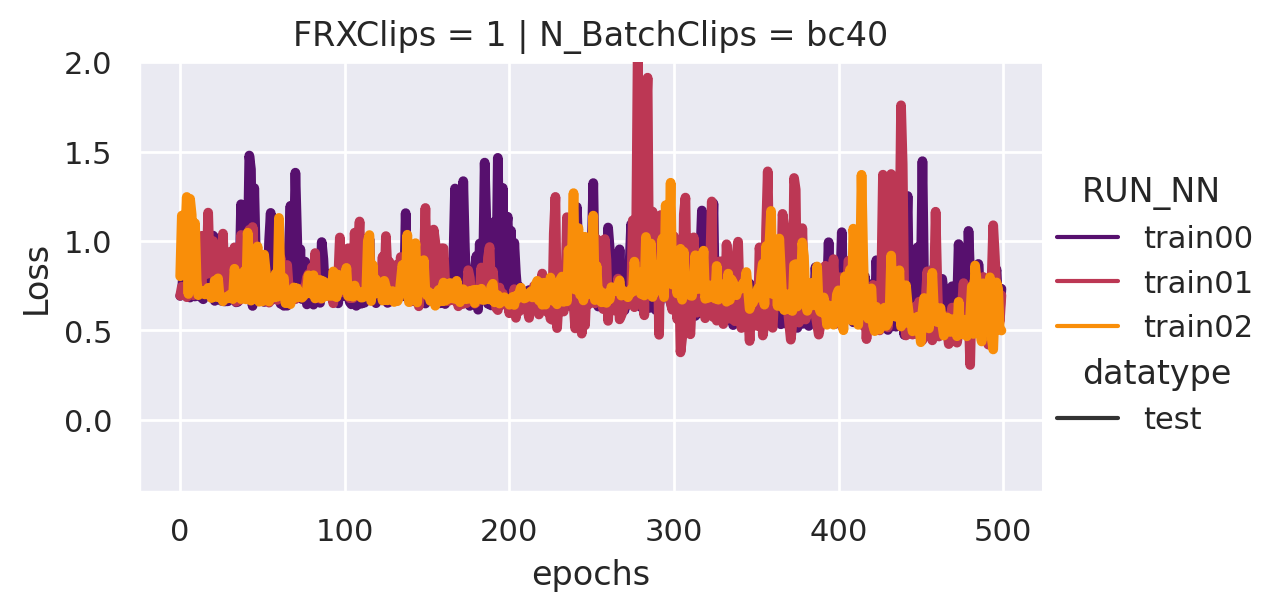 FRXClips = 1 | N_BatchClips = bc40
2.0
1.5
1.0
0.5
0.0
Loss
0 100 200 300 400 500
epochs
RUN_NN
train00
train01
train02
datatype
test